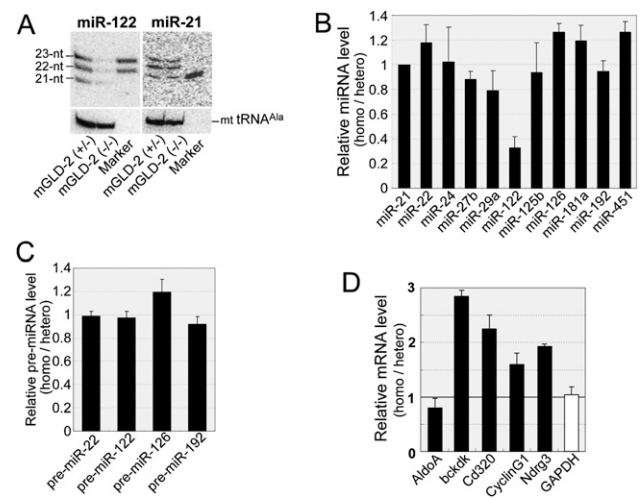 A
miR-122 miR-21
23-nt
22-nt
21-nt
mt tRNAAla
mGLD-2 (+/-)
mGLD-2 (-/-)
Marker
mGLD-2 (+/-)
mGLD-2 (-/-)
Marker
B
Relative miRNA level
(homo / hetero)
1.4
1.2
1
0.8
0.6
0.4
0.2
0
miR-21
miR-22
miR-24
miR-27b
miR-29a
miR-122
miR-125b
miR-126
miR-181a
miR-192
miR-451
C
Relative pre-miRNA level
(homo / hetero)
1.4
1.2
1
0.8
0.6
0.4
0.2
0
pre-miR-22
pre-miR-122
pre-miR-126
pre-miR-192
D
Relative mRNA level
(homo / hetero)
3
2
1
0
AldoA
bckdk
Cd320
CyclinG1
Ndrg3
GAPDH